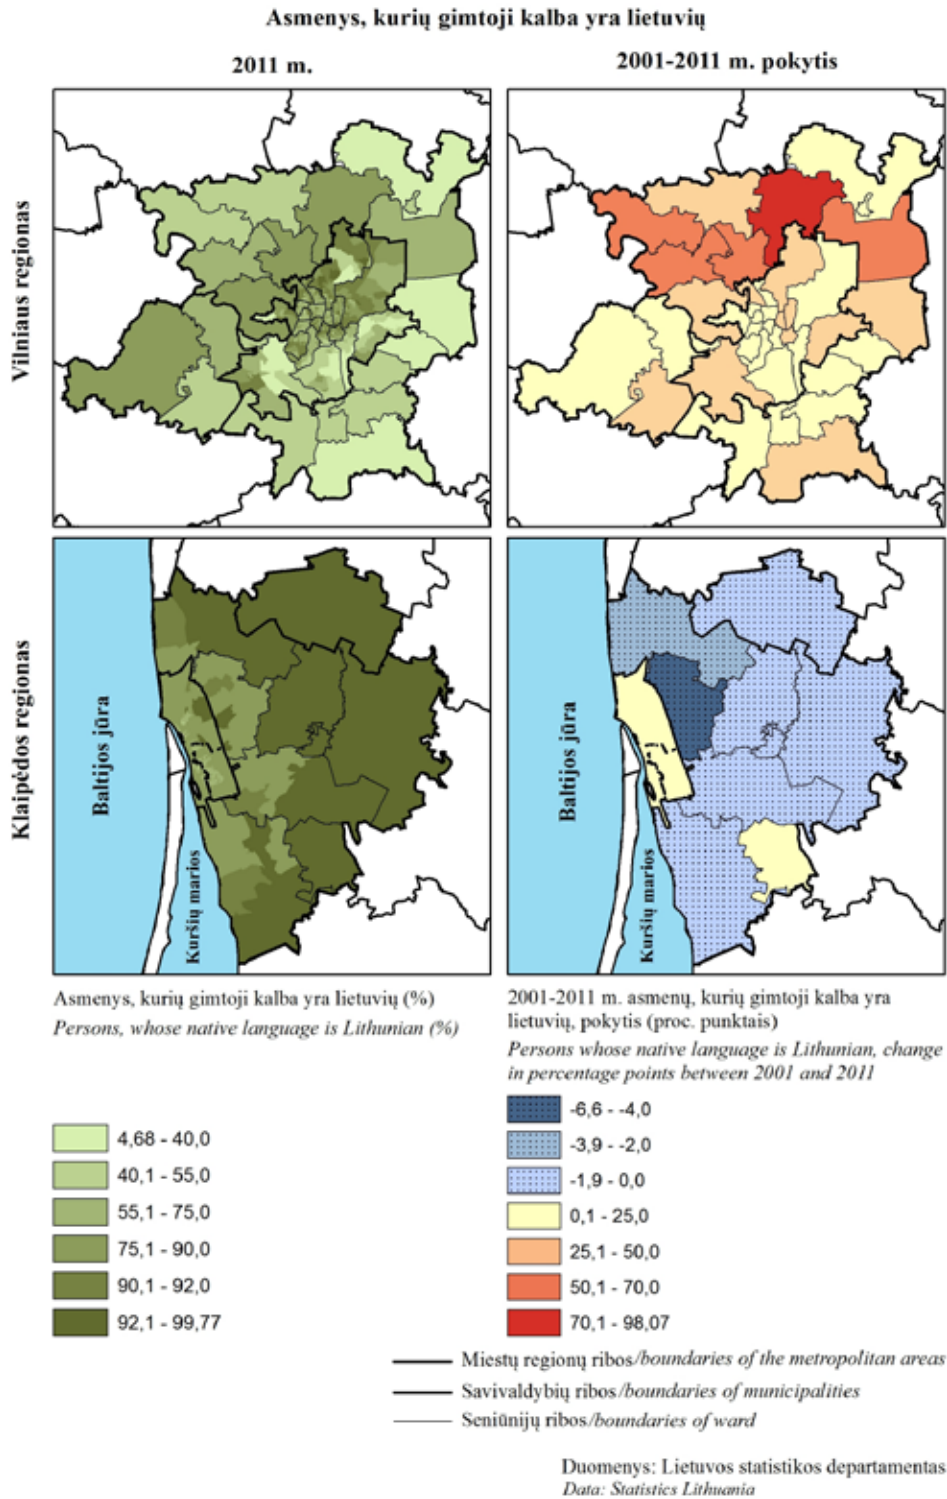 Asmenys, kurių gimtoji kalba yra lietuvių
2011 m.
2001-2011 m. pokytis
Vilniaus regionas
Klaipėdos regionas
Baltijos jūra
Kuršių marios
Baltijos jūra
Kuršių marios
Asmenys, kurių gimtoji kalba yra lietuvių (%)
Persons, whose native language is Lithunian (%)
4,68 - 40,0
40,1 - 55,0
55,1 - 75,0
75,1 - 90,0
90,1 - 92,0
92,1 - 99,77
2001-2011 m. asmenų, kurių gimtoji kalba yra
lietuvių, pokytis (proc. punktais)
Persons whose native language is Lithunian, change
in percentage points between 2001 and 2011
-6,6 - -4,0
-3,9 - -2,0
-1,9 - 0,0
0,1 - 25,0
25,1 - 50,0
50,1 - 70,0
70,1 - 98,07
Miestų regionų ribos/boundaries of the metropolitan areas
Savivaldybių ribos/boundaries of municipalities
Seniūnijų ribos/boundaries of ward
Duomenys: Lietuvos statistikos departamentas
Data: Statistics Lithuania